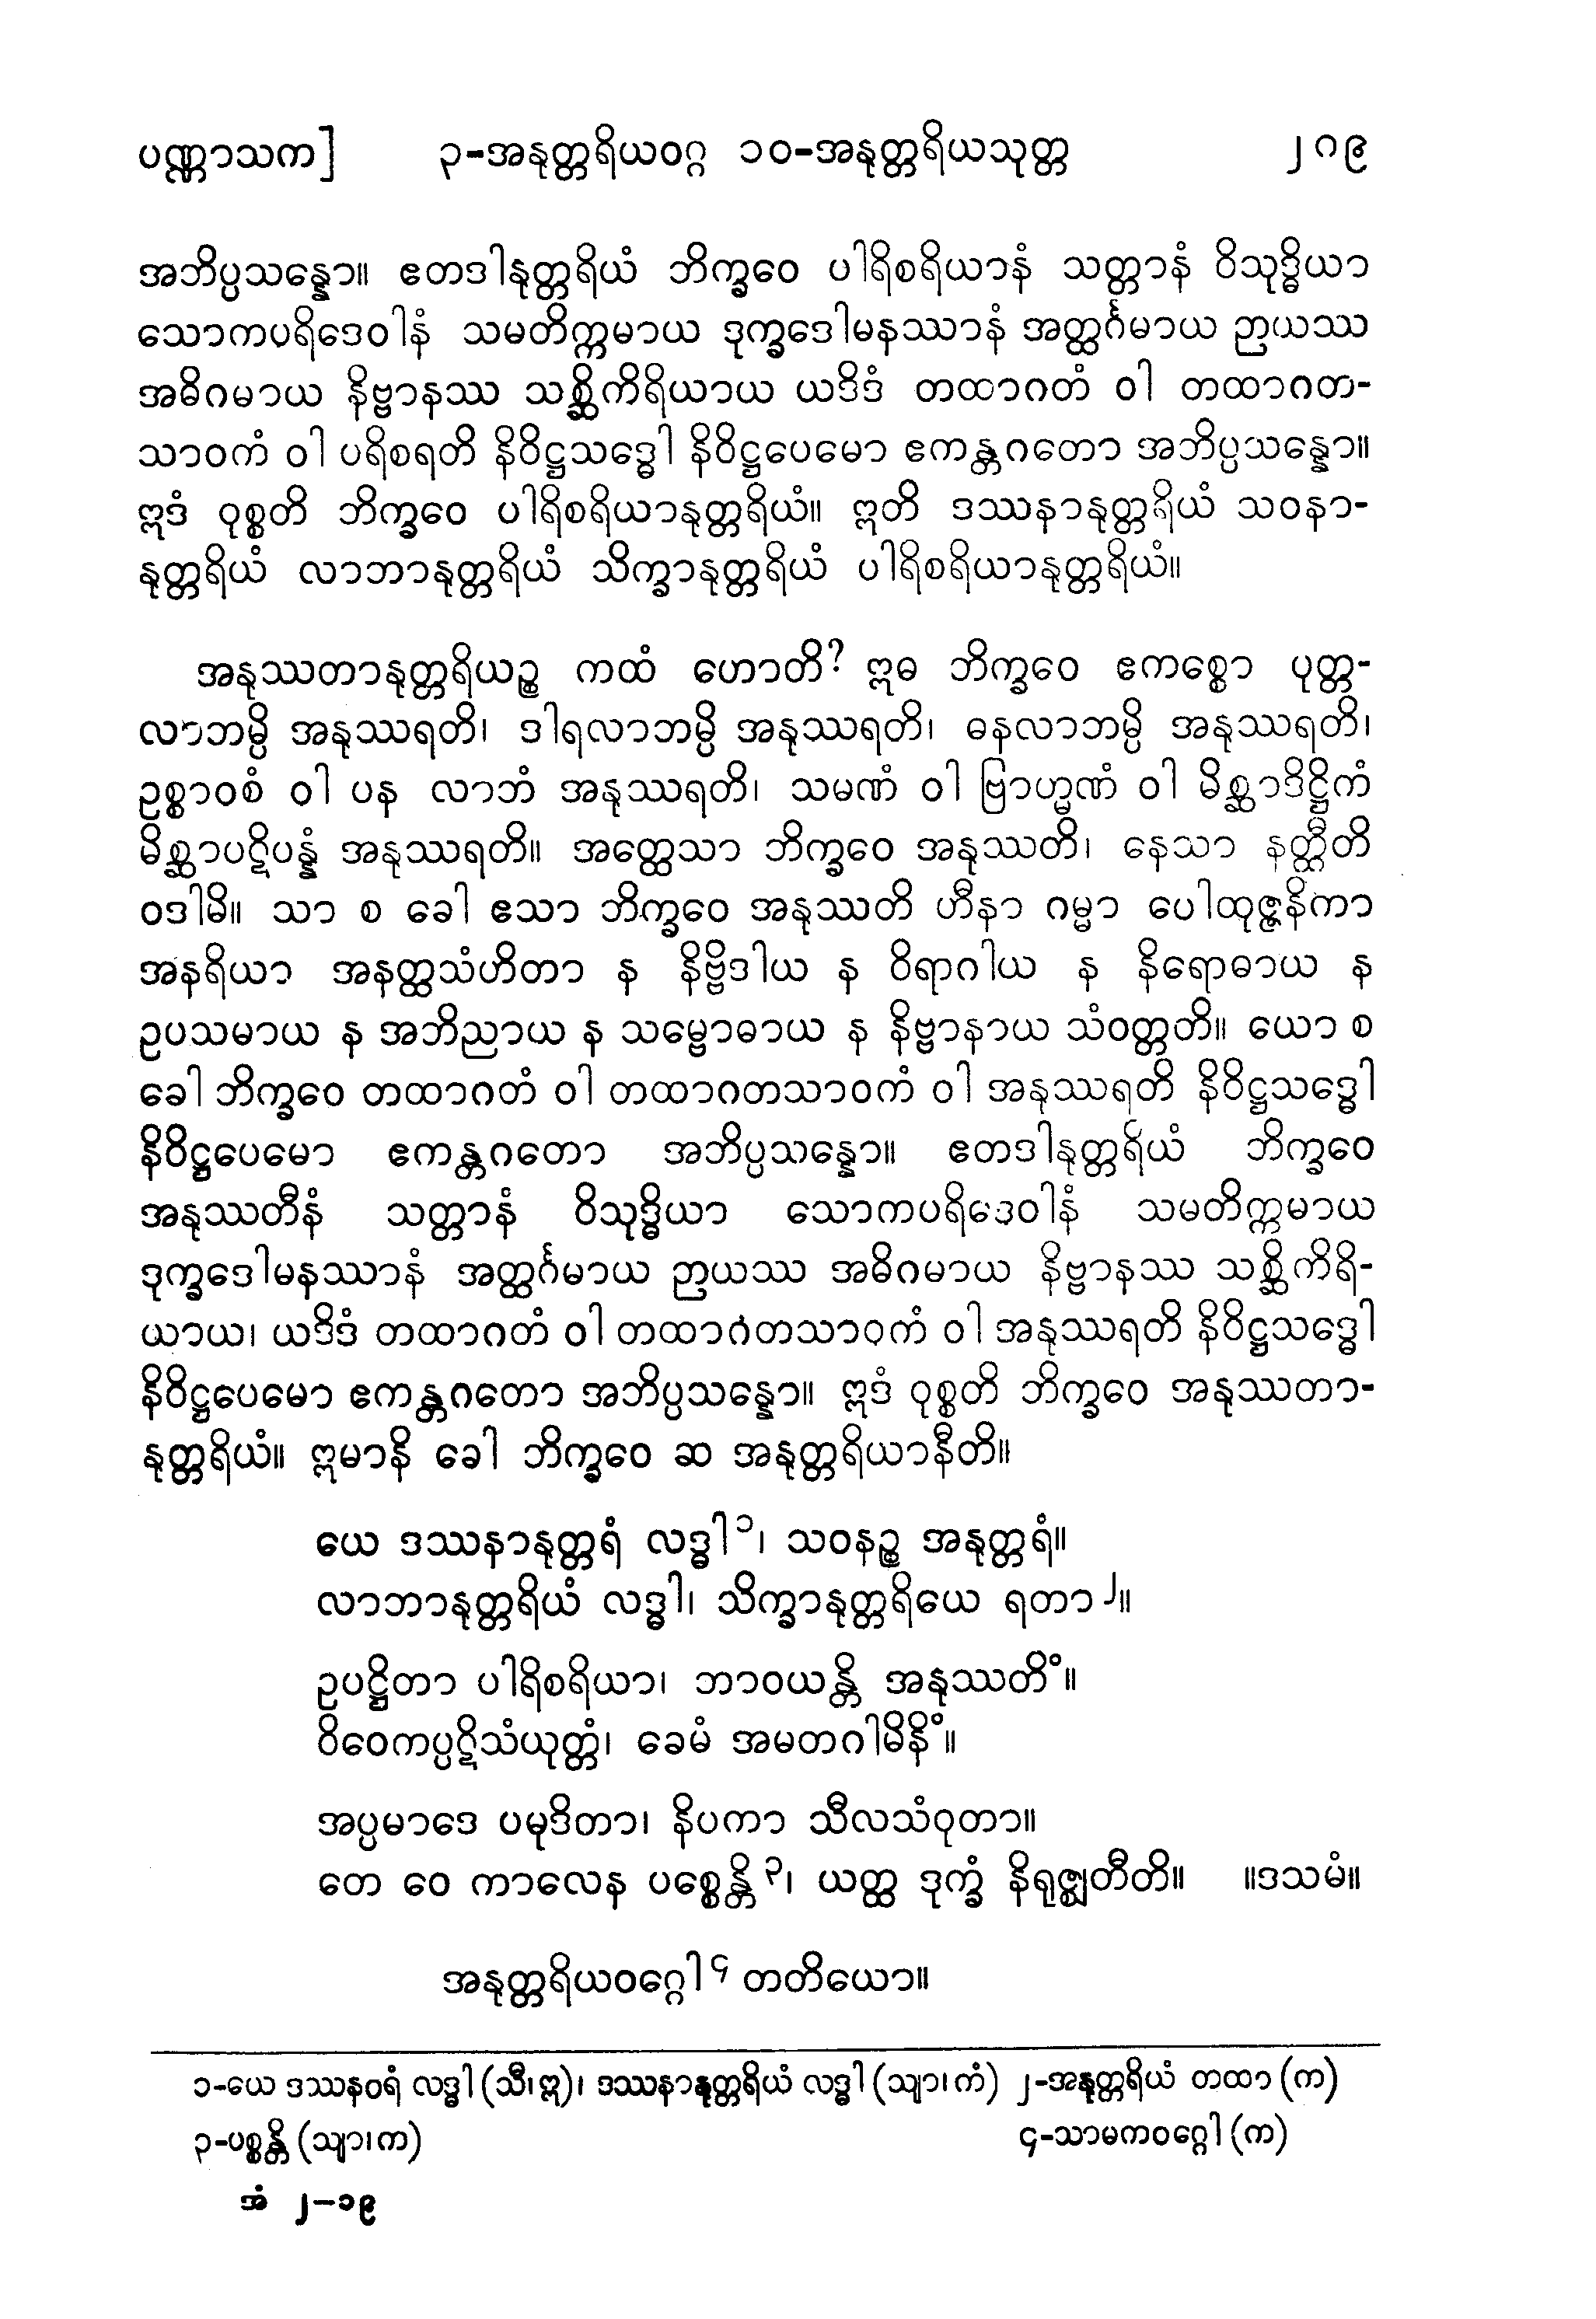 ပဏ္ဏာသက] ၃-အနုတ္တရိယဝဂ္ဂ ၁၀-အနုတ္တရိယသုတ္တ ၂၈၉
အဘိပ္ပသန္နော။ ဧတဒါနုတ္တရိယံ ဘိက္ခဝေ ပါရိစရိယာနံ သတ္တာနံ ဝိသုဒ္ဓိယာ
သောကပရိဒေဝါနံ သမတိက္ကမာယ ဒုက္ခဒေါမနဿာနံ အတ္ထင်္ဂမာယ ဉာယဿ
အဓိဂမာယ နိဗ္ဗာနဿ သစ္ဆိကိရိယာယ ယဒိဒံ တထာဂတံ ဝါ တထာဂတ-
သာဝကံ ဝါ ပရိစရတိ နိဝိဋ္ဌသဒ္ဓေါ နိဝိဋ္ဌပေမော ဧကန္တဂတော အဘိပ္ပသန္နော။
ဣဒံ ဝုစ္စတိ ဘိက္ခဝေ ပါရိစရိယာနုတ္တရိယံ။ ဣတိ ဒဿနာနုတ္တရိယံ သဝနာ-
နုတ္တရိယံ လာဘာနုတ္တရိယံ သိက္ခာနုတ္တရိယံ ပါရိစရိယာနုတ္တရိယံ။
အနုဿတာနုတ္တရိယဉ္စ ကထံ ဟောတိ? ဣဓ ဘိက္ခဝေ ဧကစ္စော ပုတ္တ-
လာဘမ္ပိ အနုဿရတိ၊ ဒါရလာဘမ္ပိ အနုဿရတိ၊ ဓနလာဘမ္ပိ အနုဿရတိ၊
ဥစ္စာဝစံ ဝါ ပန လာဘံ အနုဿရတိ၊ သမဏံ ဝါ ဗြာဟ္မဏံ ဝါ မိစ္ဆာဒိဋ္ဌိကံ
မိစ္ဆာပဋိပန္နံ အနုဿရတိ။ အတ္ထေသာ ဘိက္ခဝေ အနုဿတိ၊ နေသာ နတ္ထီတိ
ဝဒါမိ။ သာ စ ခေါ ဧသာ ဘိက္ခဝေ အနုဿတိ ဟီနာ ဂမ္မာ ပေါထုဇ္ဇနိကာ
အနရိယာ အနတ္ထသံဟိတာ န နိဗ္ဗိဒါယ န ဝိရာဂါယ န နိရောဓာယ န
ဥပသမာယ န အဘိညာယ န သမ္ဗောဓာယ န နိဗ္ဗာနာယ သံဝတ္တတိ။ ယော စ
ခေါ ဘိက္ခဝေ တထာဂတံ ဝါ တထာဂတသာဝကံ ဝါ အနုဿရတိ နိဝိဋ္ဌသဒ္ဓေါ
နိဝိဋ္ဌပေမော ဧကန္တဂတော အဘိပ္ပသန္နော။ ဧတဒါနုတ္တရိယံ ဘိက္ခဝေ
အနုဿတီနံ သတ္တာနံ ဝိသုဒ္ဓိယာ သောကပရိဒေဝါနံ သမတိက္ကမာယ
ဒုက္ခဒေါမနဿာနံ အတ္ထင်္ဂမာယ ဉာယဿ အဓိဂမာယ နိဗ္ဗာနဿ သစ္ဆိကိရိ-
ယာယ၊ ယဒိဒံ တထာဂတံ ဝါ တထာဂတသာဝကံ ဝါ အနုဿရတိ နိဝိဋ္ဌသဒ္ဓေါ
နိဝိဋ္ဌပေမော ဧကန္တဂတော အဘိပ္ပသန္နော။ ဣဒံ ဝုစ္စတိ ဘိက္ခဝေ အနုဿတာ-
နုတ္တရိယံ။ ဣမာနိ ခေါ ဘိက္ခဝေ ဆ အနုတ္တရိယာနီတိ။
ယေ ဒဿနာနုတ္တရံ လဒ္ဓါ၁၊ သဝနဉ္စ အနုတ္တရံ။
လာဘာနုတ္တရိယံ လဒ္ဓါ၊ သိက္ခာနုတ္တရိယေ ရတာ၂။
ဥပဋ္ဌိတာ ပါရိစရိယာ၊ ဘာဝယန္တိ အနုဿတိံ။
ဝိဝေကပ္ပဋိသံယုတ္တံ၊ ခေမံ အမတဂါမိနိံ။
အပ္ပမာဒေ ပမုဒိတာ၊ နိပကာ သီလသံဝုတာ။
တေ ဝေ ကာလေန ပစ္စေန္တိ၃၊ ယတ္ထ ဒုက္ခံ နိရုဇ္ဈတီတိ။ ။ဒသမံ။
အနုတ္တရိယဝဂ္ဂေါ၄ တတိယော။
၁-ယေ ဒဿနဝရံ လဒ္ဓါ (သီ၊ ဣ)၊ ဒဿနာနုတ္တရိယံ လဒ္ဓါ (သျာ၊ ကံ) ၂-အနုတ္တရိယံ တထာ (က)
၃-ပစ္စန္တိ (သျာ၊ က) ၄-သာမကဝဂ္ဂေါ (က)
အံ ၂-၁၉